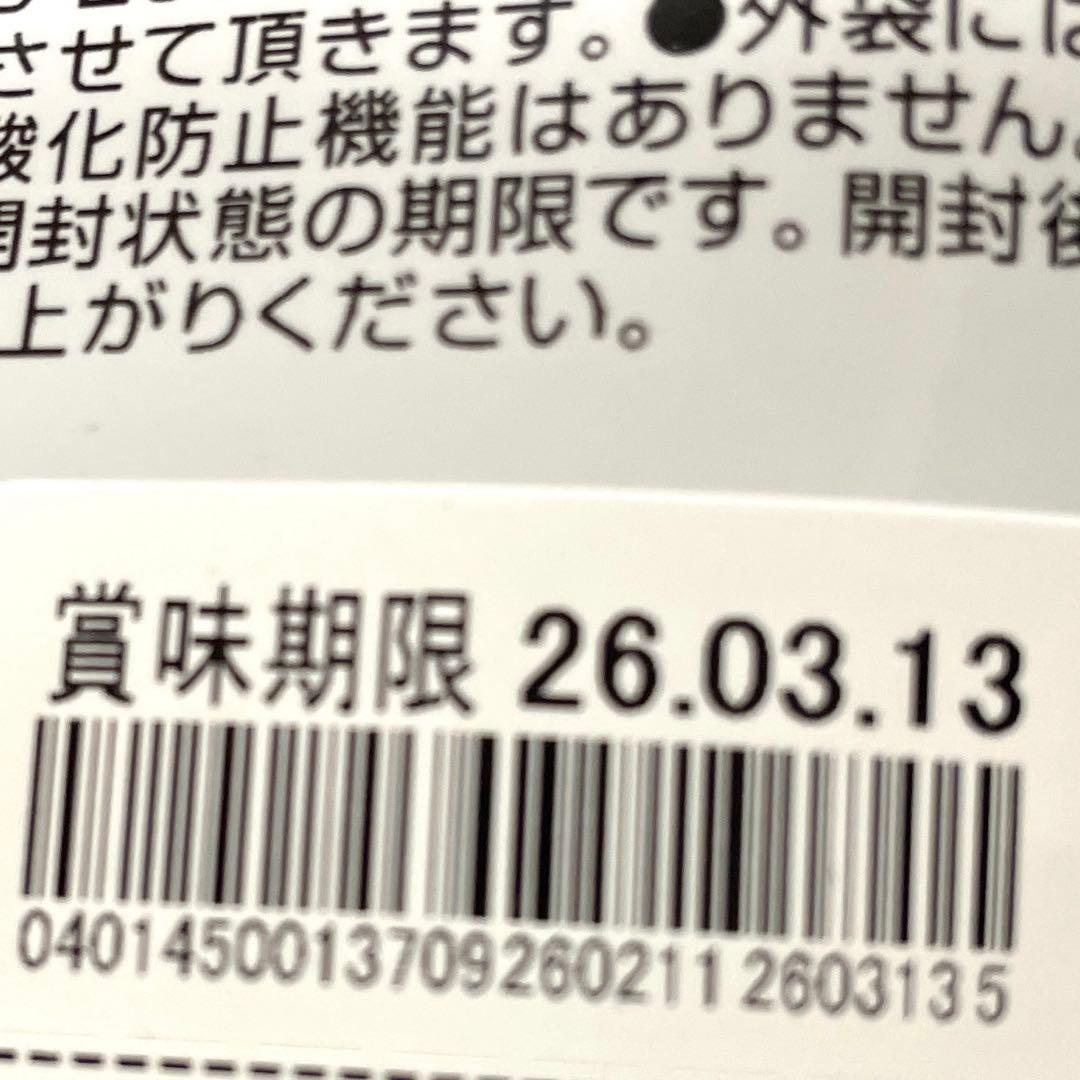 させて頂きます。●外袋には
酸化防止機能はありません。
開封状態の期限です。開封後
上がりください。
賞味期限 26.03.13
0401450013709260211 2603135